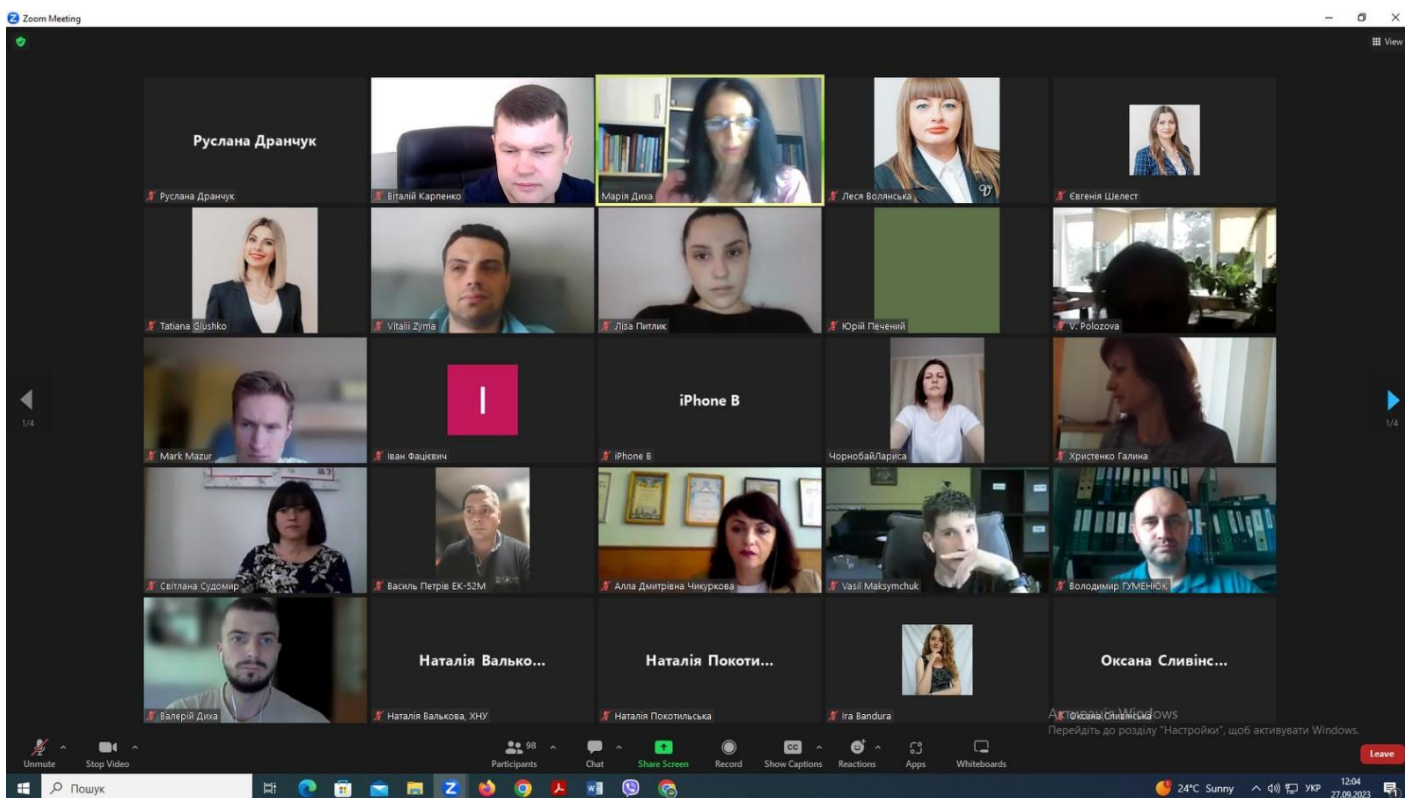 Zoom Meeting
View
Руслана Дранчук
Руслана Дранчук
Віталій Карпенко
Марія Диха
Леся Волянська
Євгенія Шелест
Tatiana Glushko
Vitalii Zyma
Ліза Питлик
Юрій Печений
V. Polozova
1/4
I
iPhone B
1/4
Mark Mazur
Іван Фацієвич
iPhone B
ЧорнобайЛариса
Христенко Галина
Світлана Судомир
Василь Петрів ЕК-52М
Алла Дмитрівна Чикуркова
Vasil Maksymchuk
Володимир ГУМЕНЮК
Наталія Валько...
Наталія Покоти...
Оксана Сливінс...
Валерій Диха
Наталія Валькова, ХНУ
Наталія Покотильська
Ira Bandura
Оксана Сливінська
Активація Windows
Перейдіть до розділу "Настройки", щоб активувати Windows.
98
CC
Unmute
Stop Video
Participants
Chat
Share Screen
Record
Show Captions
Reactions
Apps
Whiteboards
Leave
Пошук
24°C Sunny
УКР
12:04
27.09.2023